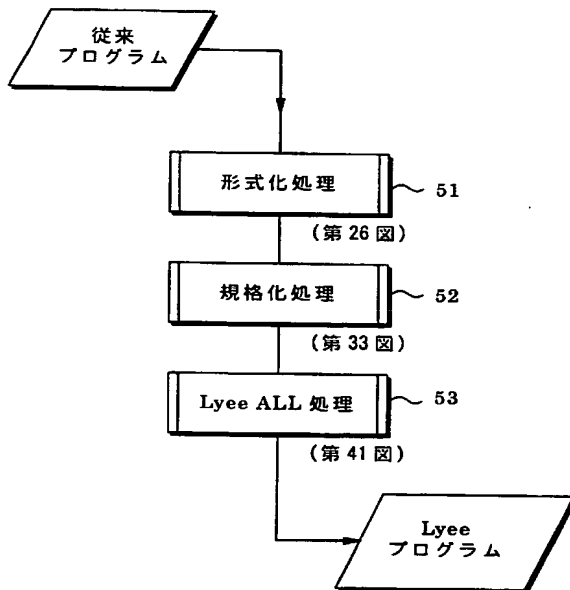 従来
プログラム
形式化処理
51
(第26図)
規格化処理
52
(第33図)
Lyee ALL 処理
53
(第41図)
Lyee
プログラム